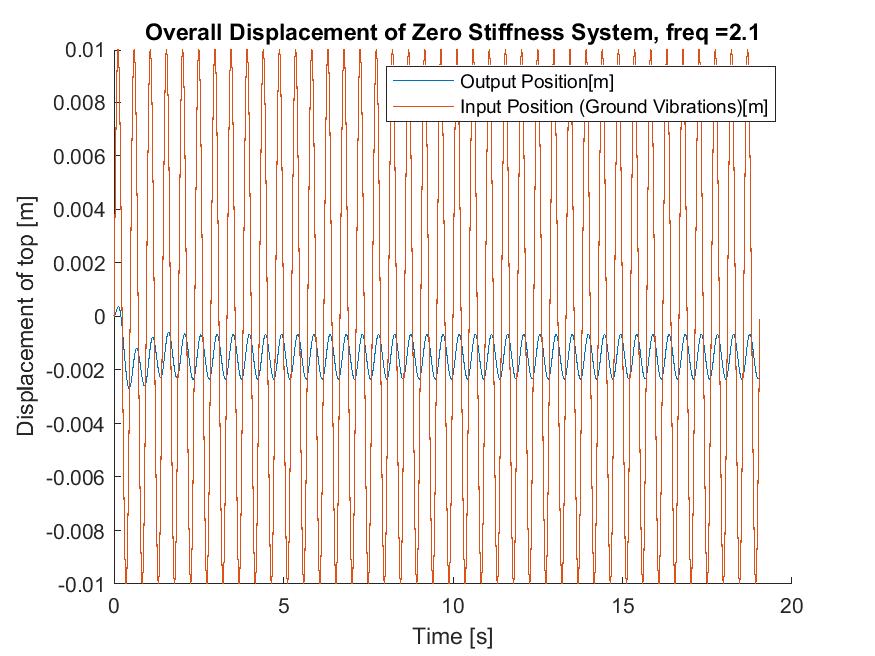 Overall Displacement of Zero Stiffness System, freq =2.1
0.01
0.008
0.006
0.004
0.002
0
-0.002
-0.004
-0.006
-0.008
-0.01
Displacement of top [m]
Output Position[m]
Input Position (Ground Vibrations)[m]
0 5 10 15 20
Time [s]